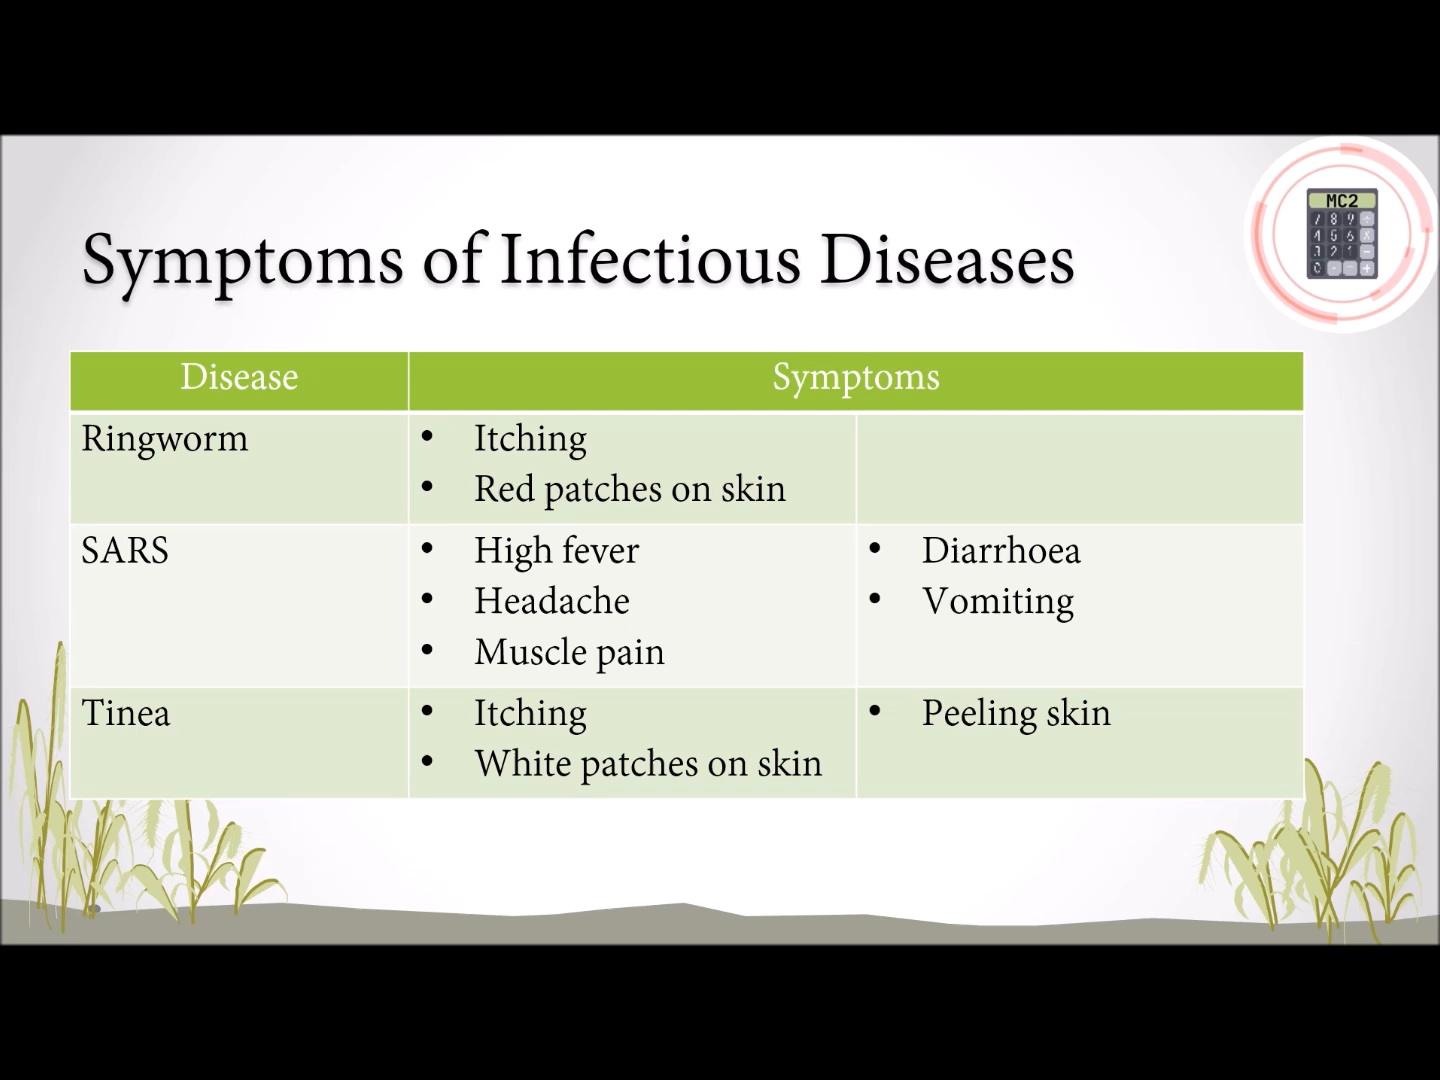 MC2
Symptoms of Infectious Diseases
Disease Symptoms
Ringworm
• Itching
• Red patches on skin
SARS
• High fever
• Headache
• Muscle pain
• Diarrhoea
• Vomiting
Tinea
• Itching
• White patches on skin
• Peeling skin